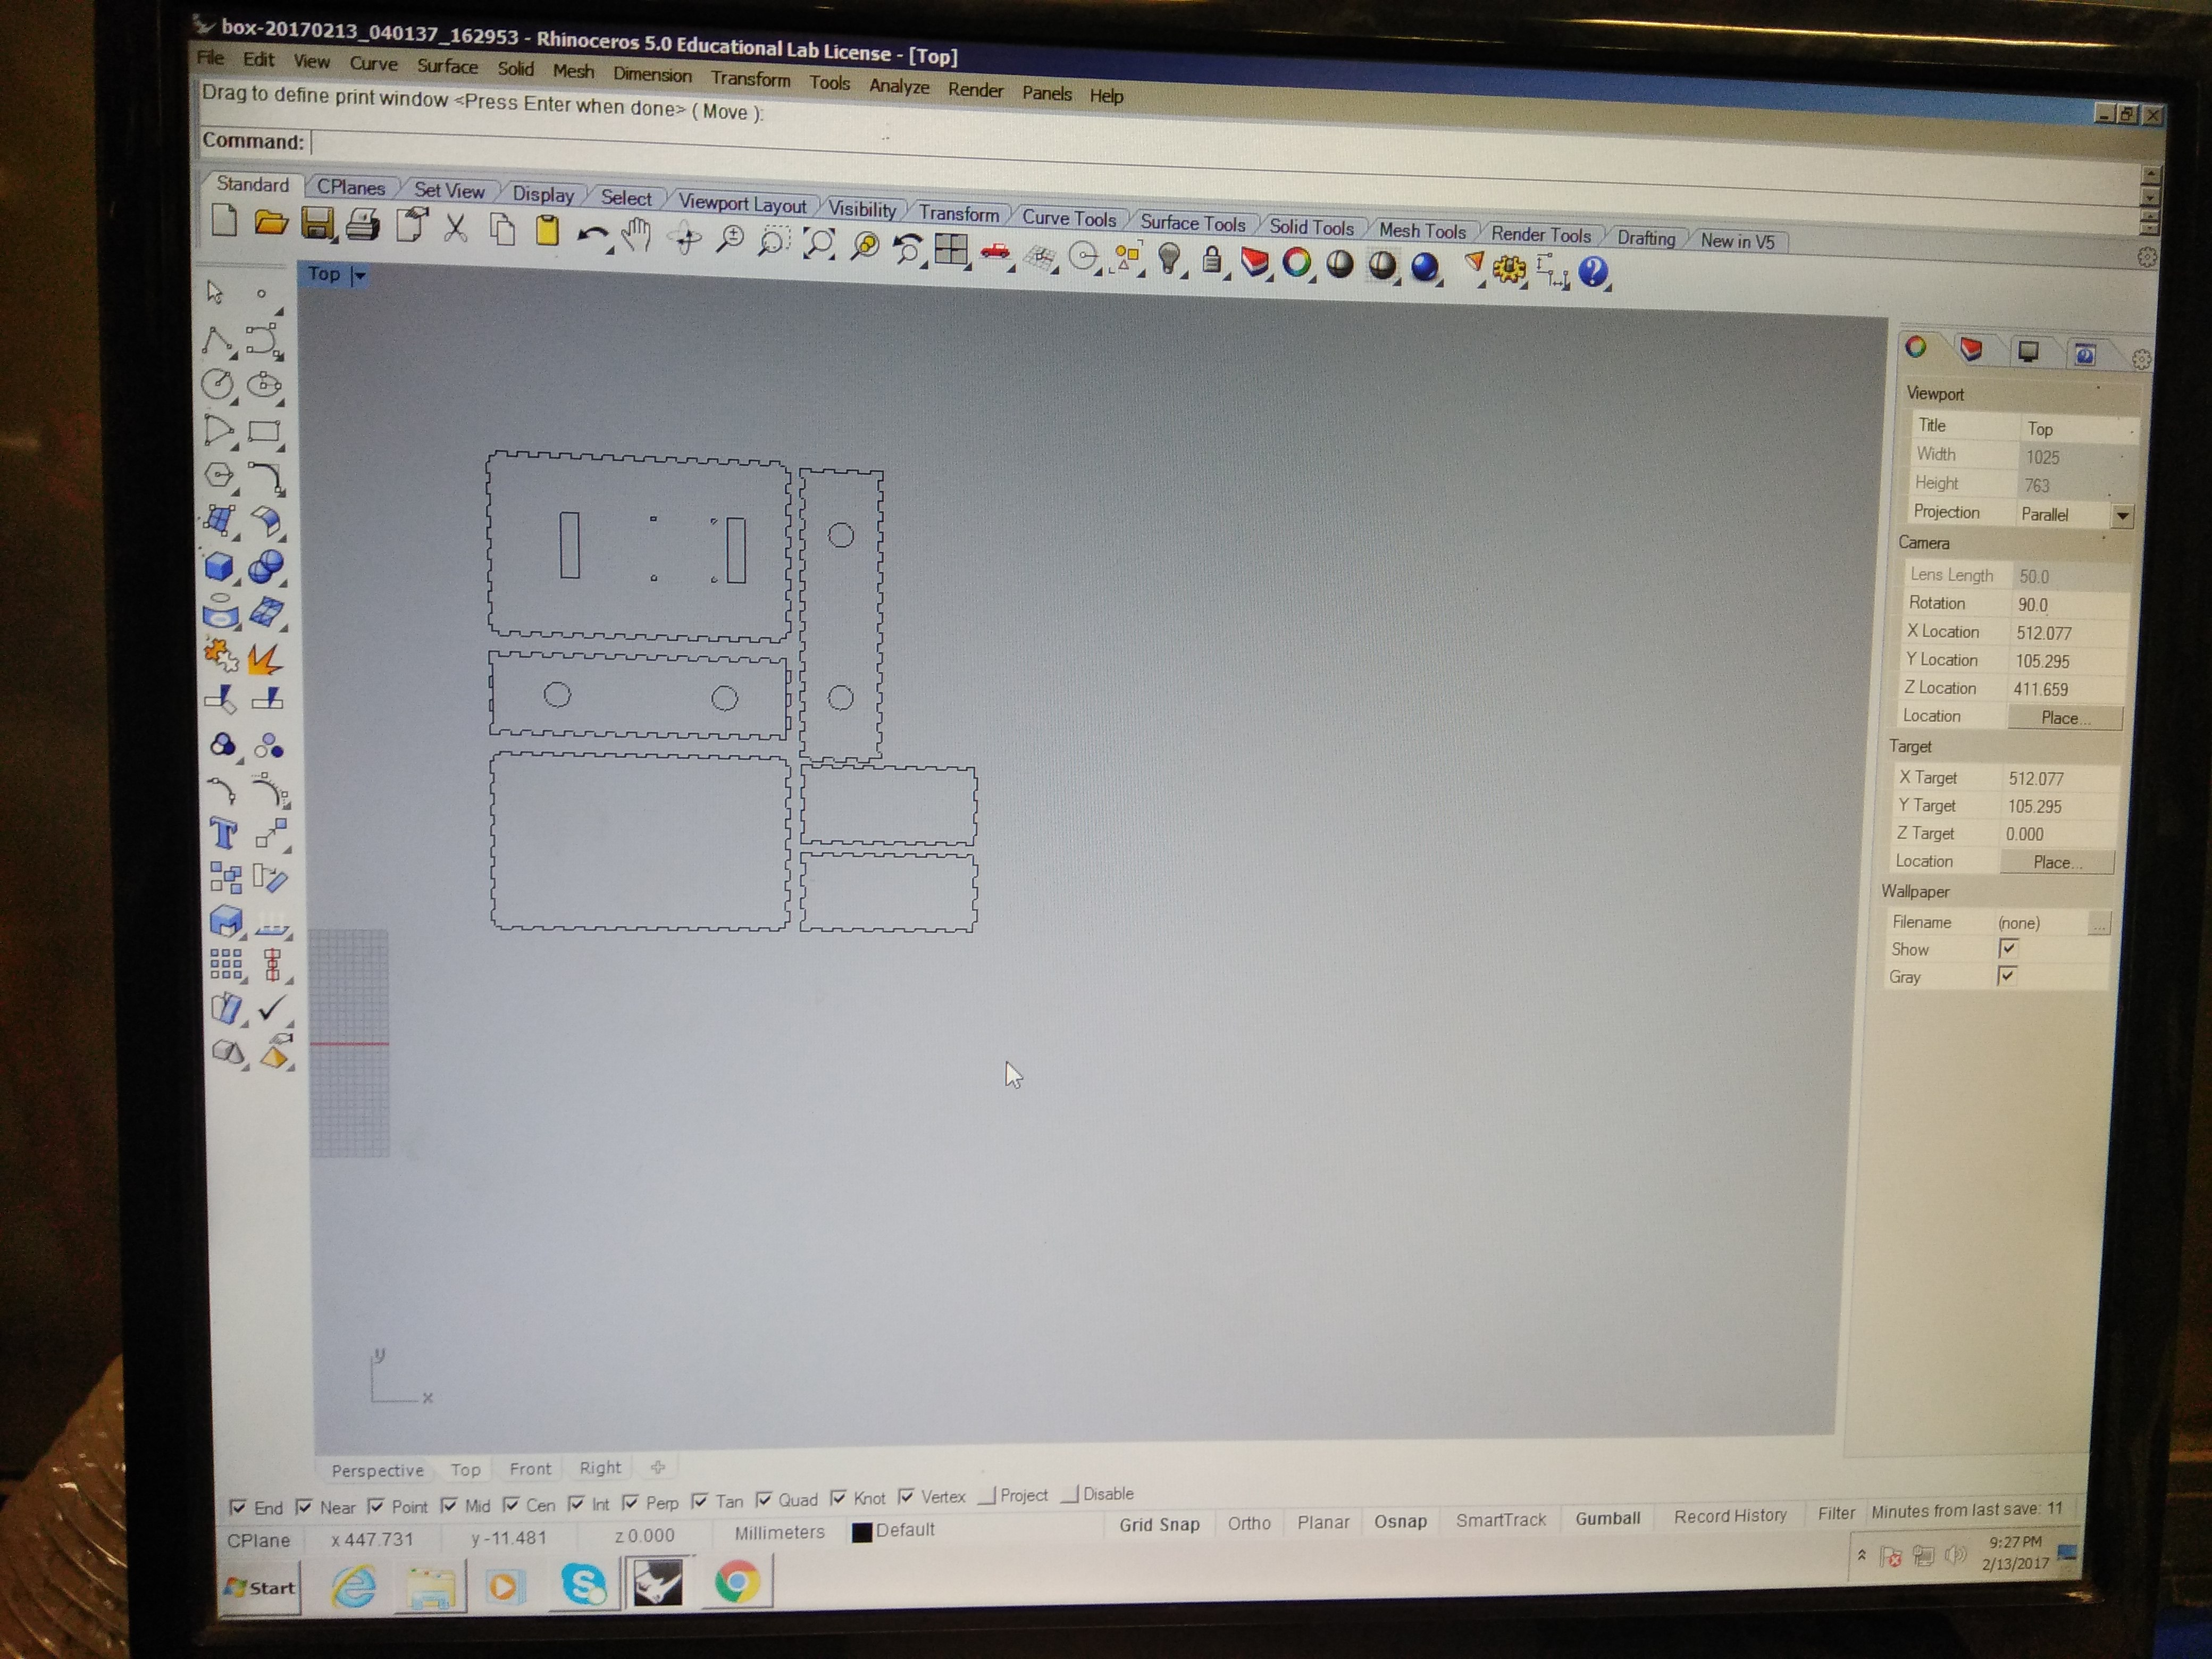 box-20170213_040137_162953 - Rhinoceros 5.0 Educational Lab License - [Top]
File Edit View Curve Surface Solid Mesh Dimension Transform Tools Analyze Render Panels Help
Drag to define print window <Press Enter when done> ( Move ):
Command:
Standard CPlanes Set View Display Select Viewport Layout Visibility Transform Curve Tools Surface Tools Solid Tools Mesh Tools Render Tools Drafting New in V5
Top
Viewport
Title Top
Width 1025
Height 763
Projection Parallel
Camera
Lens Length 50.0
Rotation 90.0
X Location 512.077
Y Location 105.295
Z Location 411.659
Location Place...
Target
X Target 512.077
Y Target 105.295
Z Target 0.000
Location Place...
Wallpaper
Filename (none) ...
Show
Gray
y
x
Perspective Top Front Right
End Near Point Mid Cen Int Perp Tan Quad Knot Vertex Project Disable
CPlane x 447.731 y -11.481 z 0.000 Millimeters Default Grid Snap Ortho Planar Osnap SmartTrack Gumball Record History Filter Minutes from last save: 11
Start
9:27 PM
2/13/2017